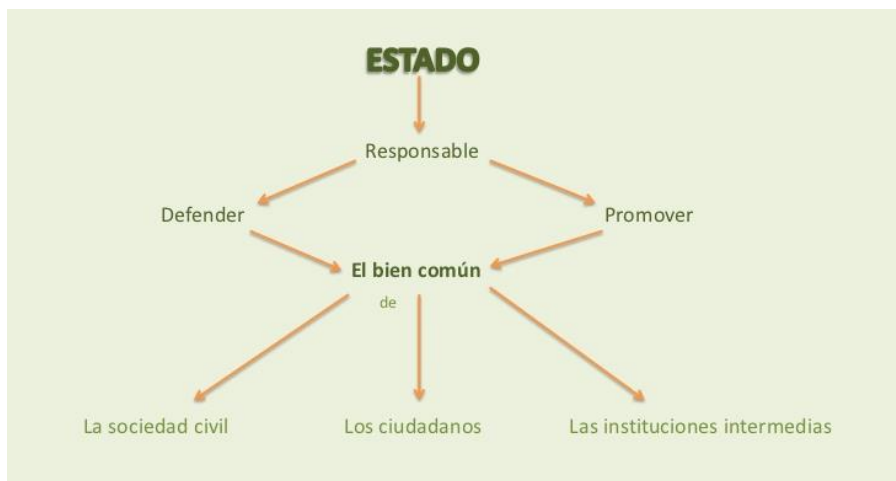 ESTADO
Responsable
Defender
Promover
El bien común
de
La sociedad civil
Los ciudadanos
Las instituciones intermedias